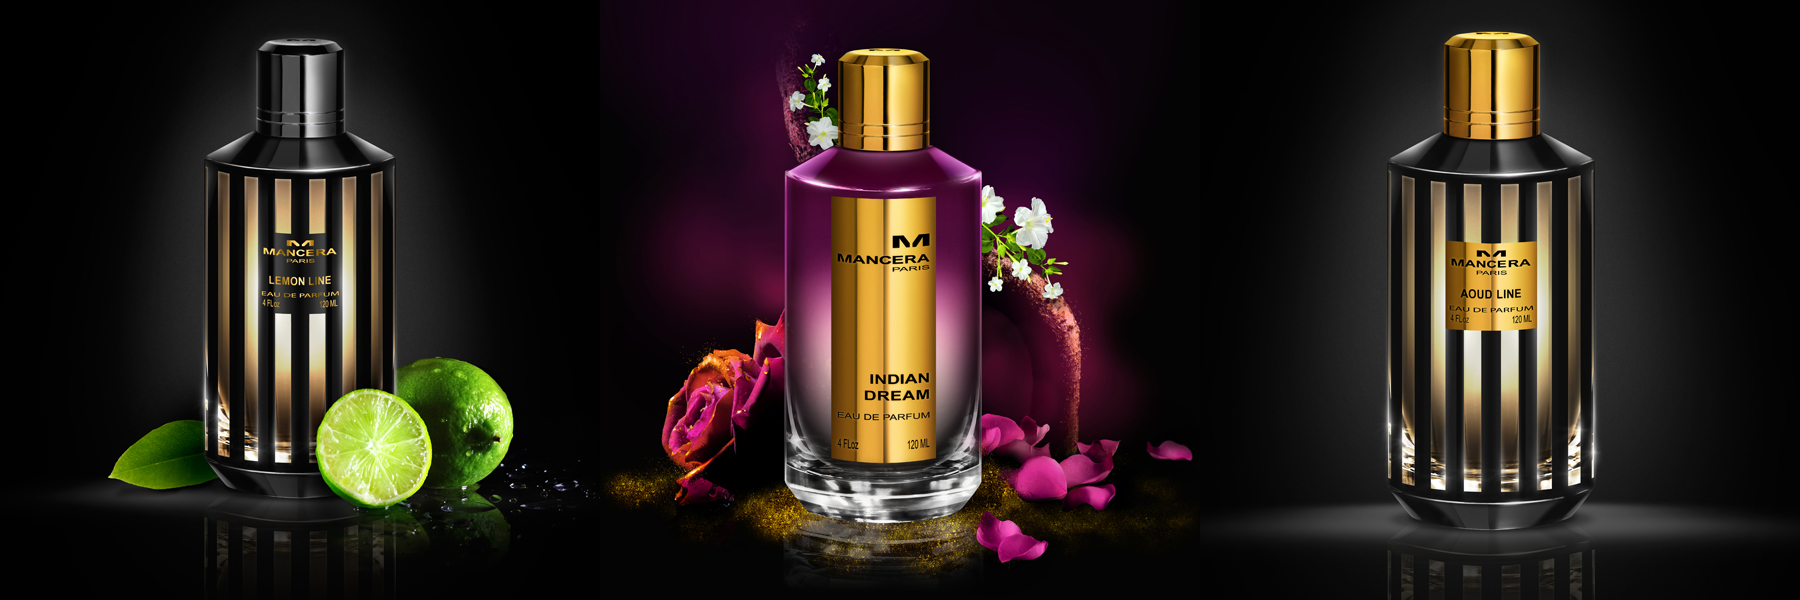 MANCERA
PARIS
LEMON LINE
EAU DE PARFUM
4 FLoz 120 ML
MANCERA
PARIS
INDIAN
DREAM
EAU DE PARFUM
4 FLoz 120 ML
MANCERA
PARIS
AOUD LINE
EAU DE PARFUM
4 FLoz 120 ML